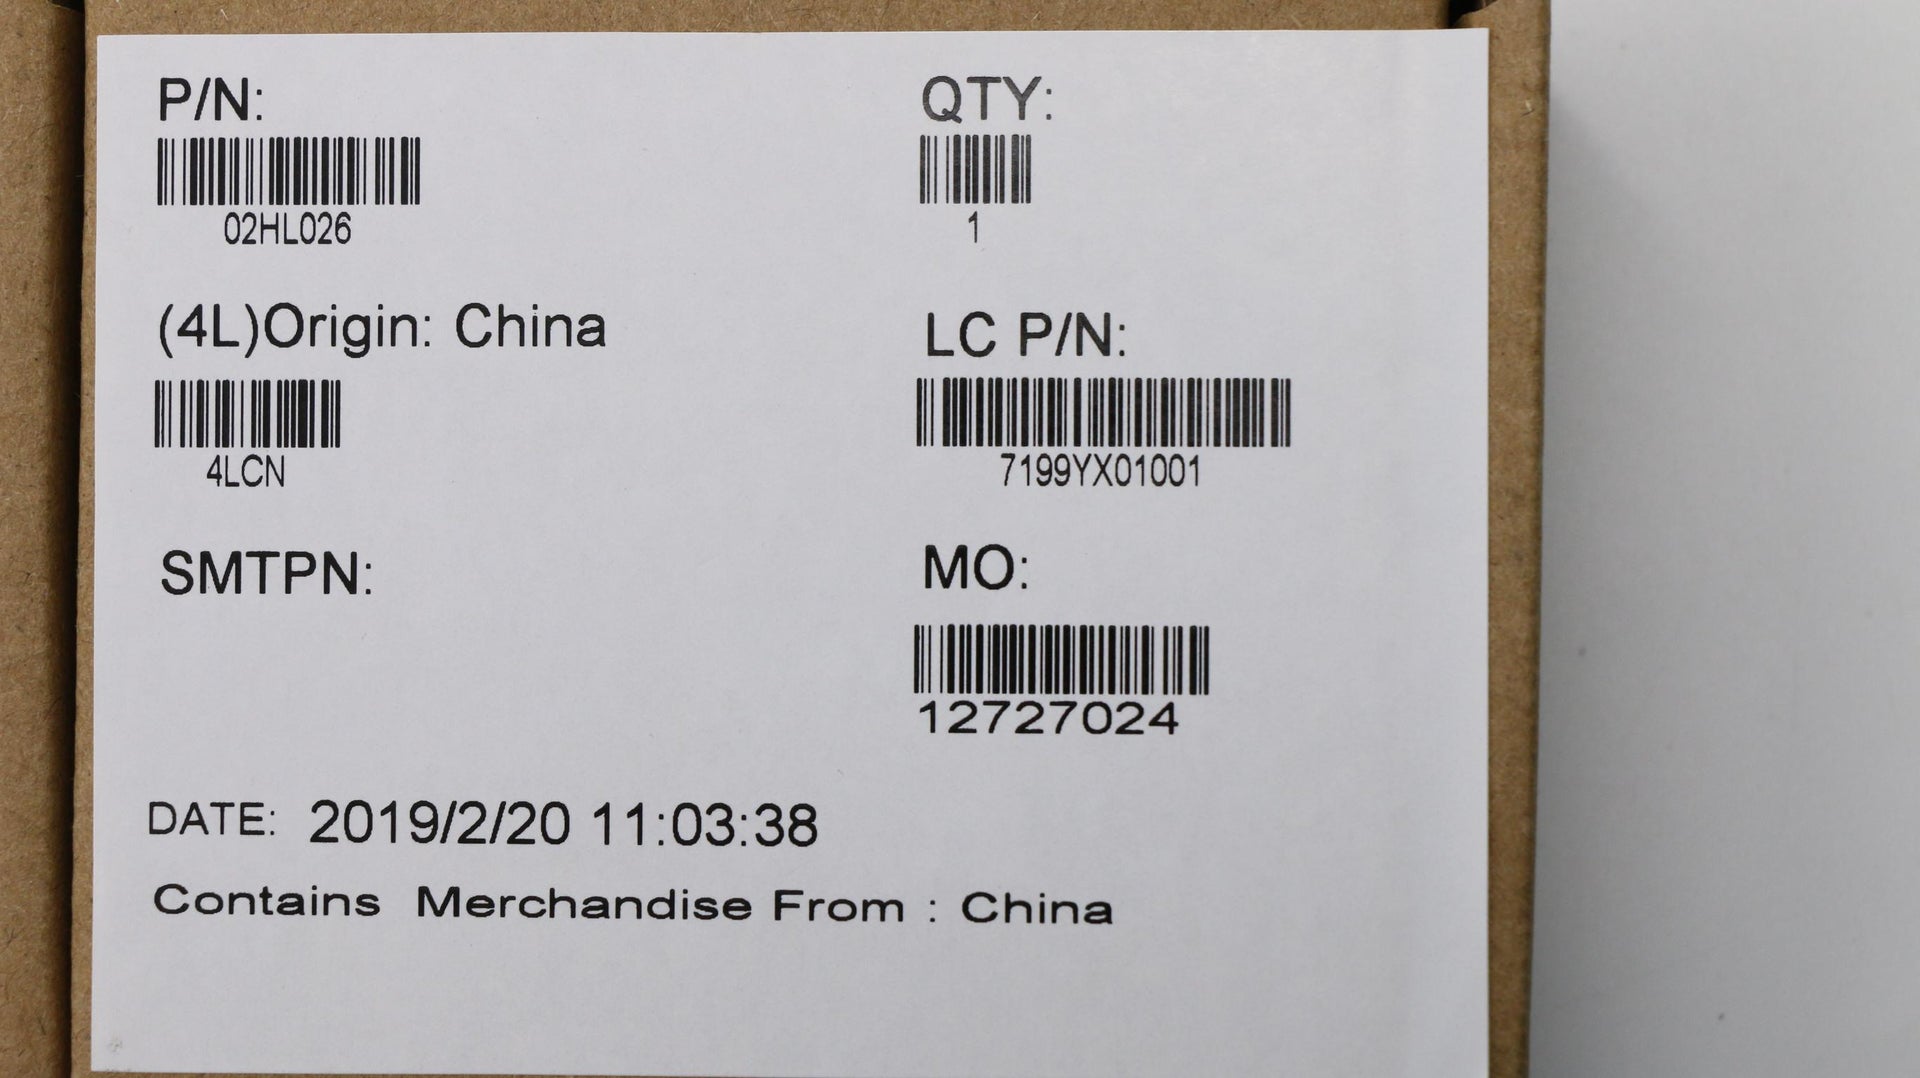 P/N:
02HL026
QTY:
1
(4L)Origin: China
4LCN
LC P/N:
7199YX01001
SMTPN:
MO:
12727024
DATE: 2019/2/20 11:03:38
Contains Merchandise From : China